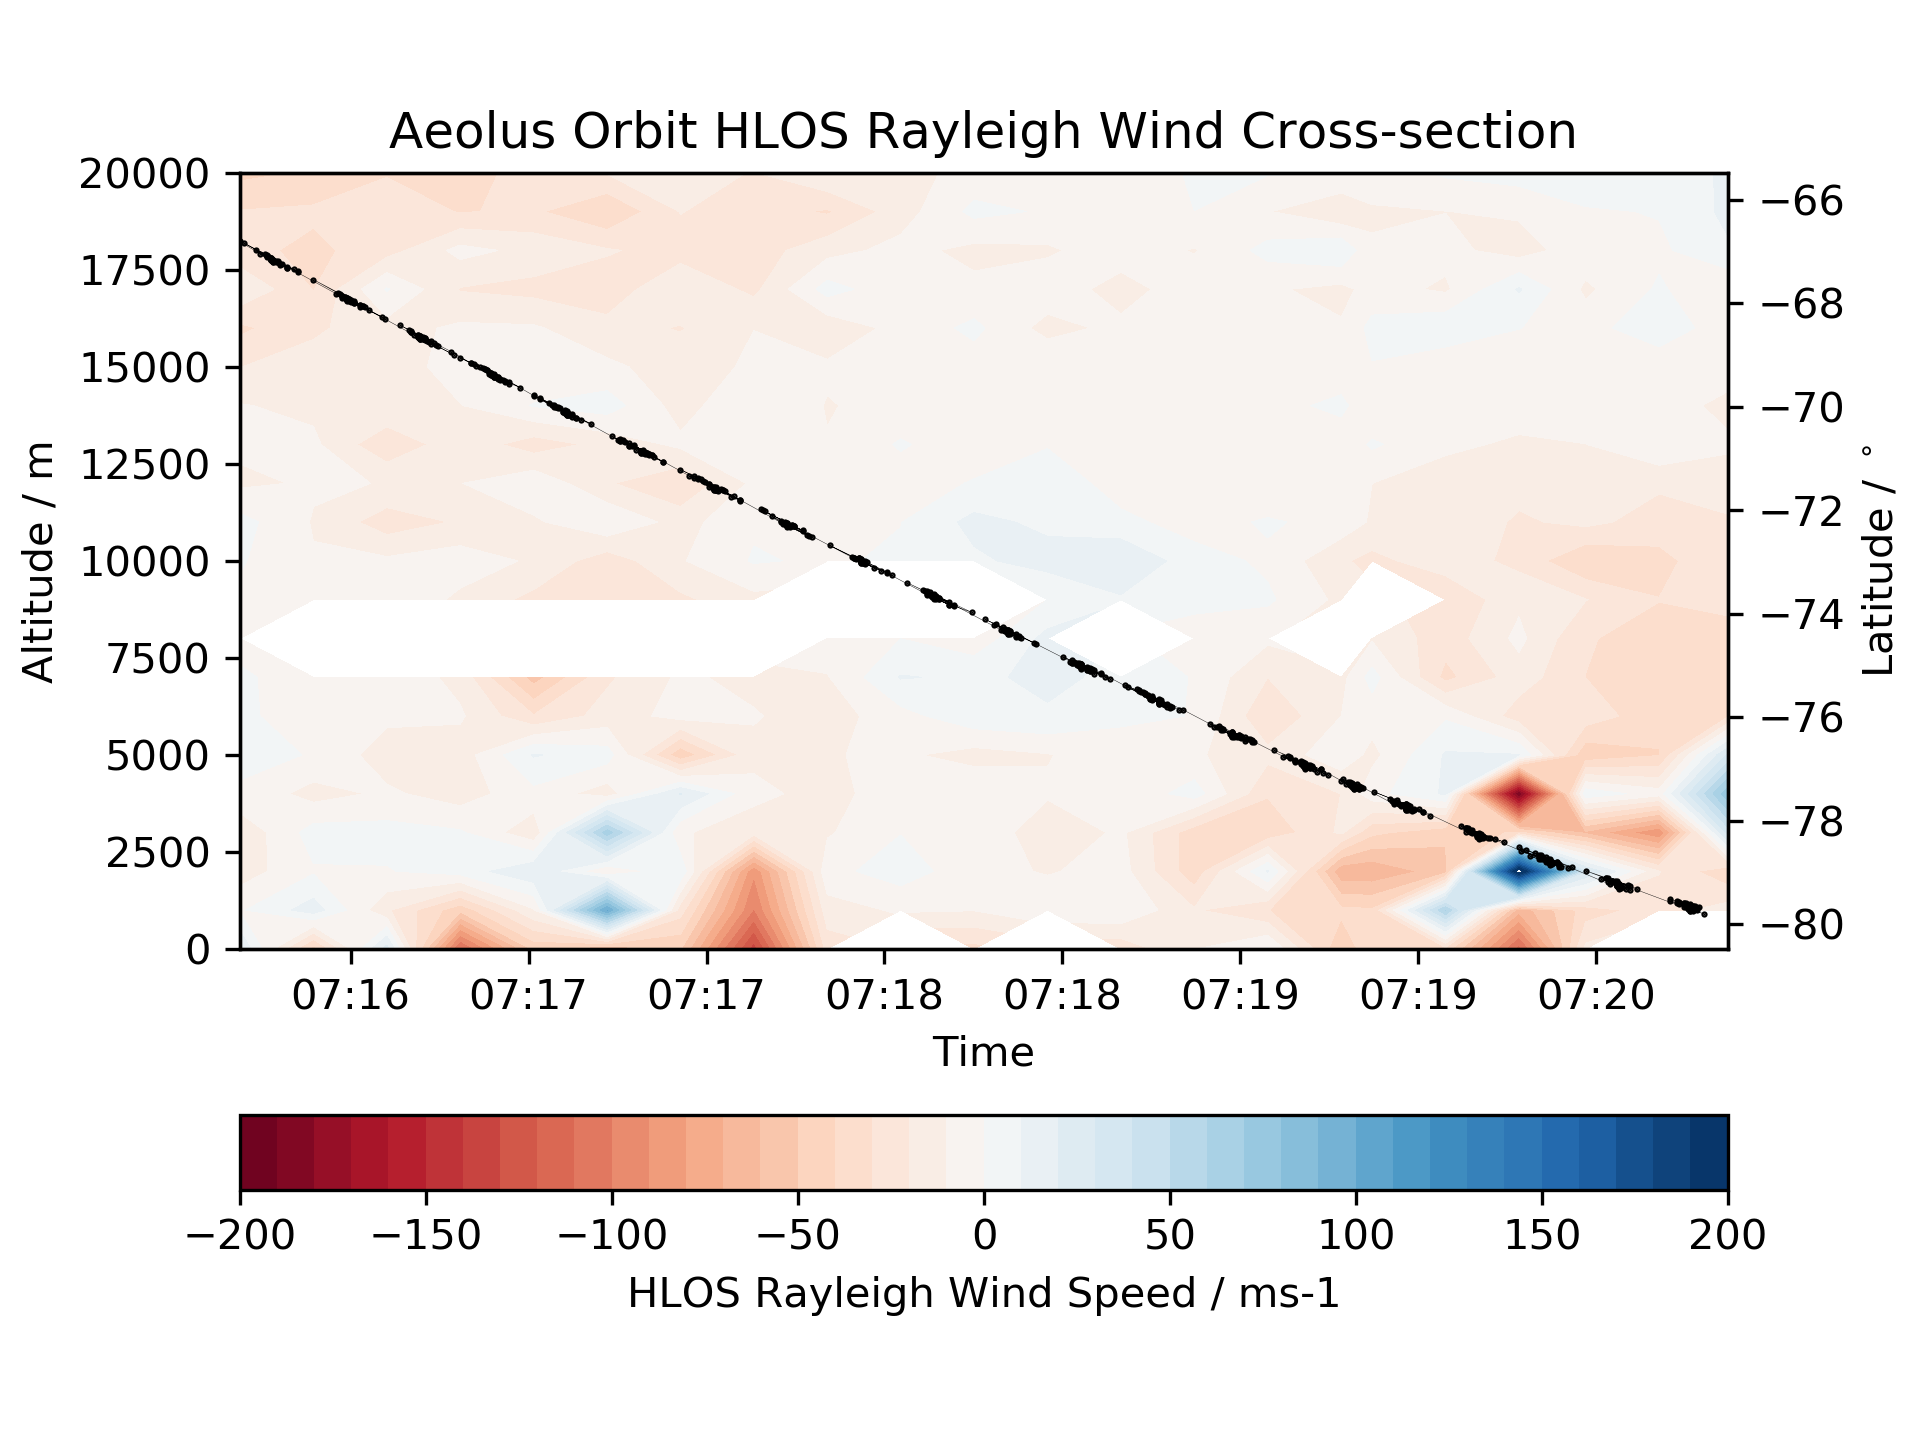 Aeolus Orbit HLOS Rayleigh Wind Cross-section
20000
17500
15000
12500
10000
7500
5000
2500
0
Altitude / m
−66
−68
−70
−72
−74
−76
−78
−80
Latitude / °
07:16 07:17 07:17 07:18 07:18 07:19 07:19 07:20
Time
−200 −150 −100 −50 0 50 100 150 200
HLOS Rayleigh Wind Speed / ms-1